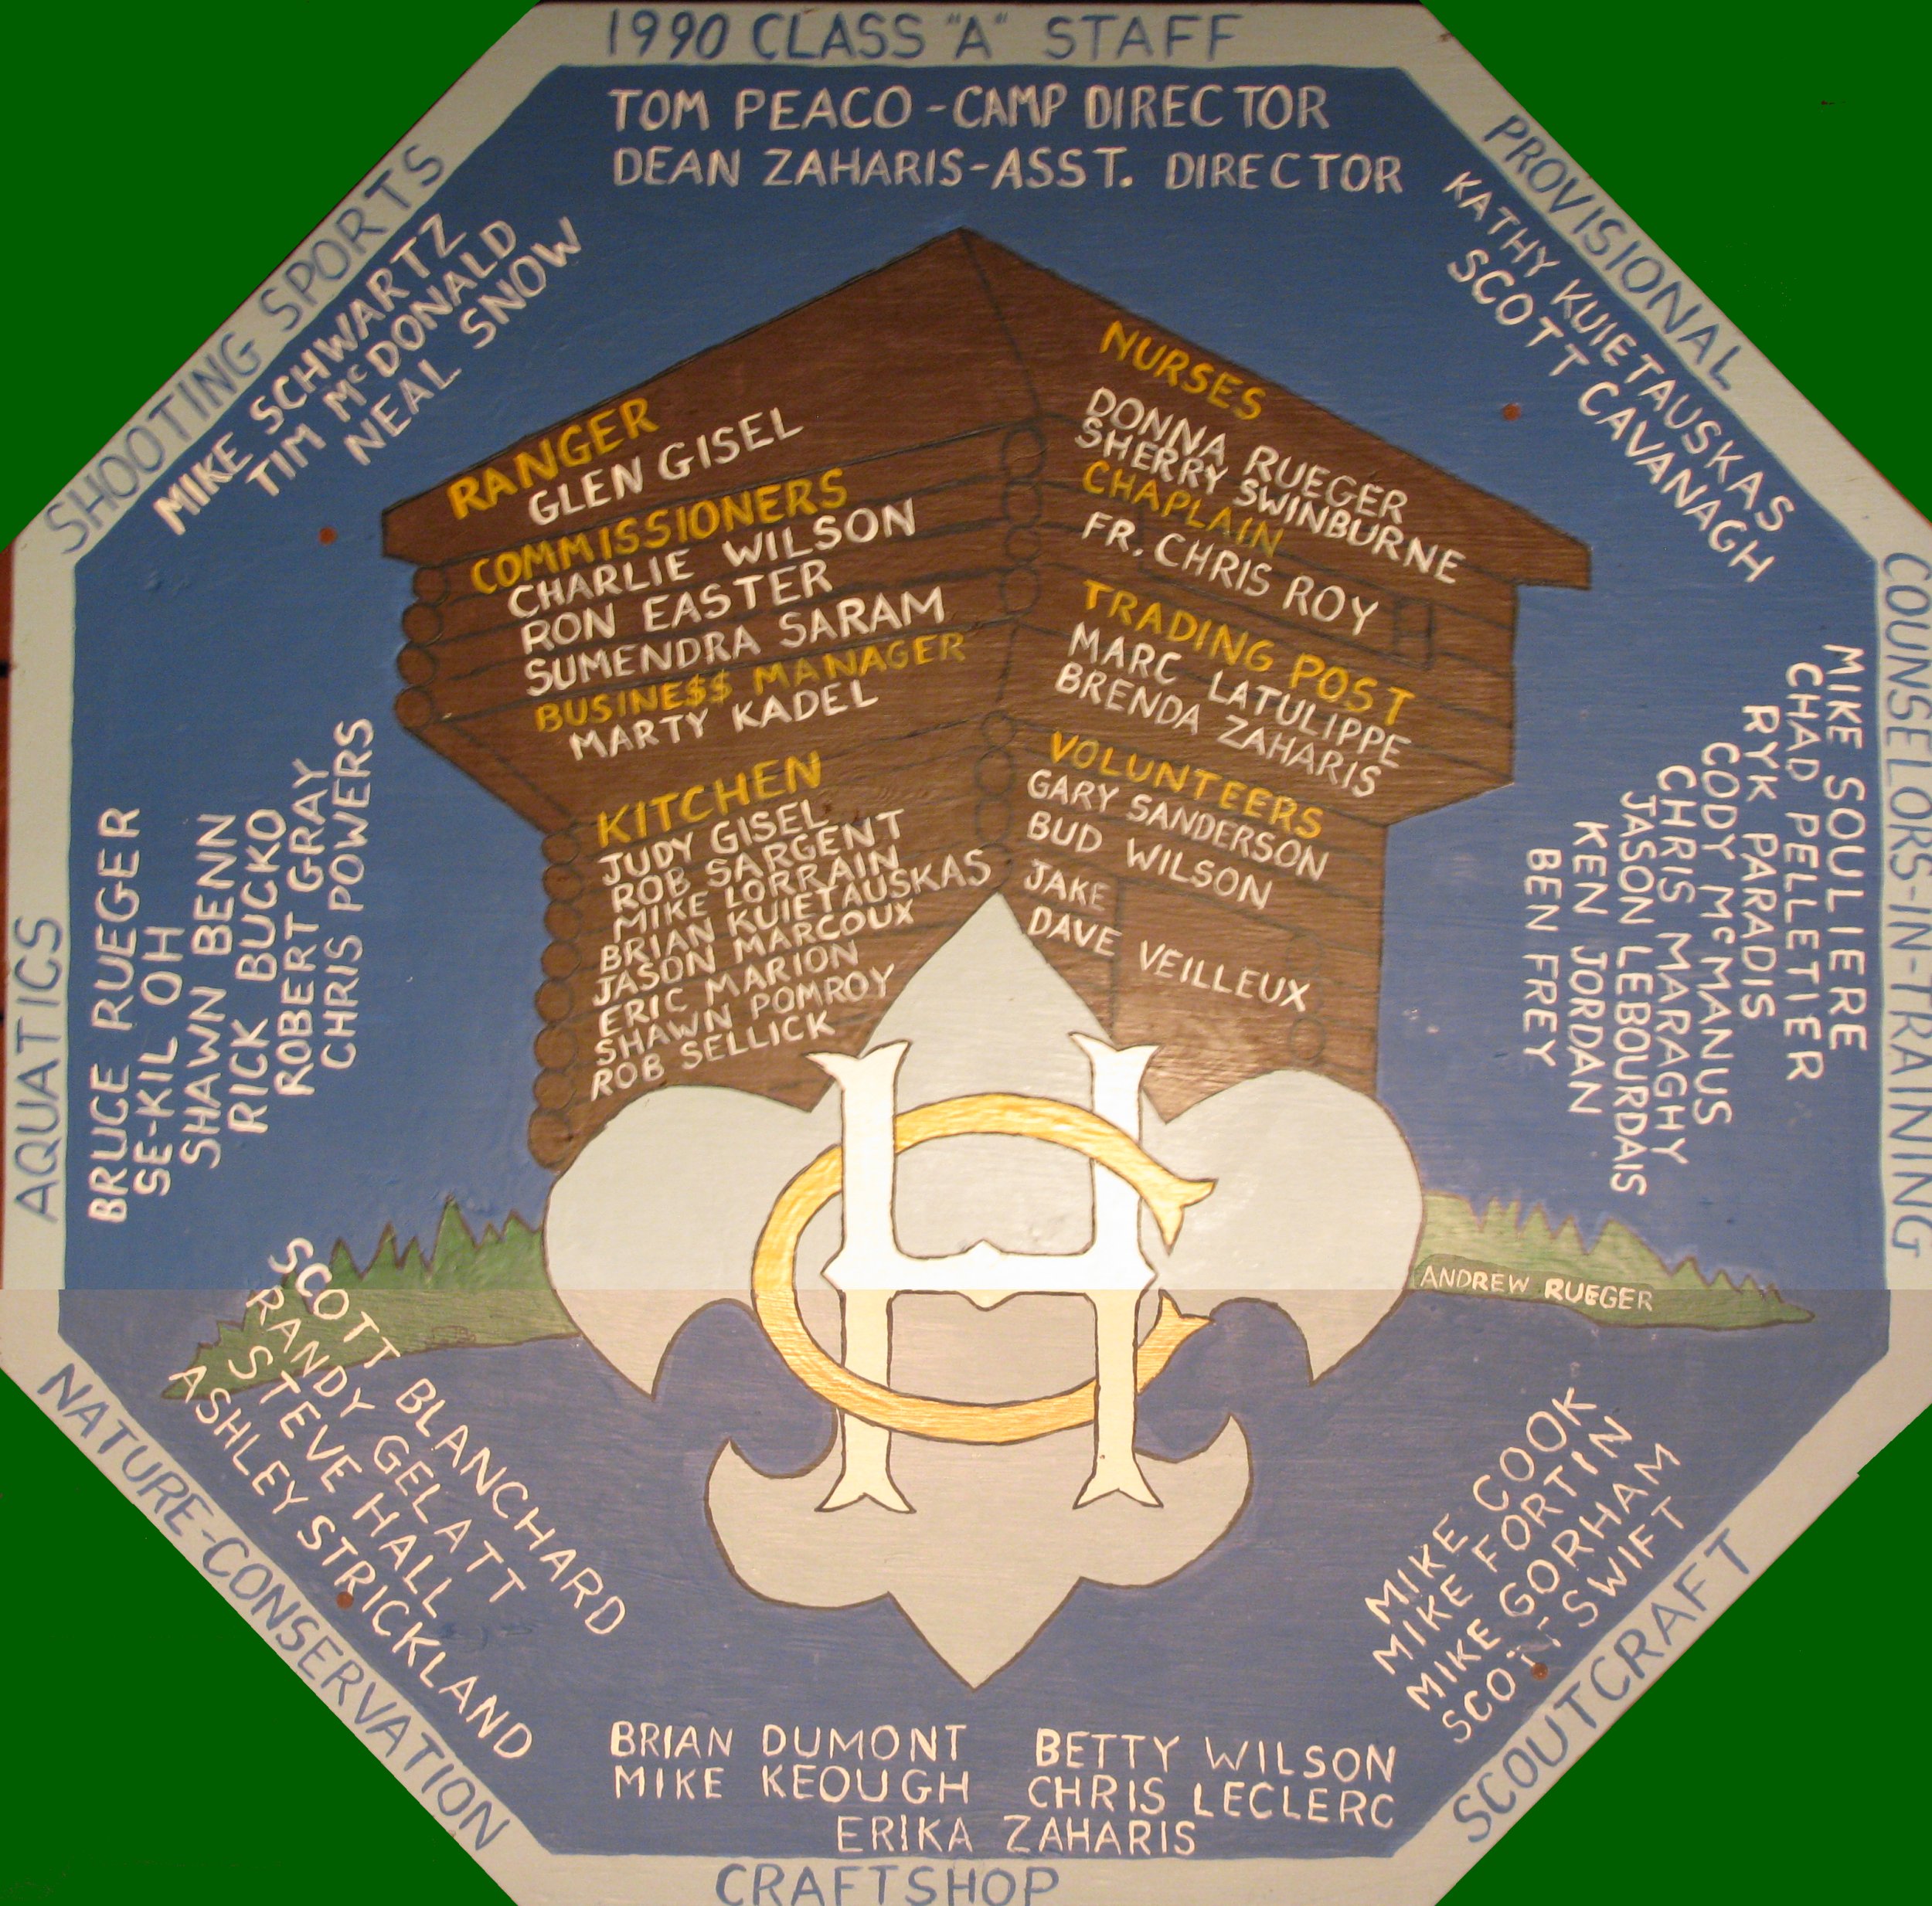 1990 CLASS "A" STAFF
TOM PEACO - CAMP DIRECTOR
DEAN ZAHARIS - ASST. DIRECTOR
SHOOTING SPORTS
MIKE SCHWARTZ
TIM McDONALD
NEAL SNOW
PROVISIONAL
KATHY KUIETAUSKAS
SCOTT CAVANAGH
RANGER
GLEN GISEL
COMMISSIONERS
CHARLIE WILSON
RON EASTER
SUMENDRA SARAM
BUSINE$$ MANAGER
MARTY KADEL
KITCHEN
JUDY GISEL
ROB SARGENT
MIKE LORRAIN
BRIAN KUIETAUSKAS
JASON MARCOUX
ERIC MARION
SHAWN POMROY
ROB SELLICK
NURSES
DONNA RUEGER
SHERRY SWINBURNE
CHAPLAIN
FR. CHRIS ROY
TRADING POST
MARC LATULIPPE
BRENDA ZAHARIS
VOLUNTEERS
GARY SANDERSON
BUD WILSON
JAKE
DAVE VEILLEUX
COUNSELORS-IN-TRAINING
MIKE SOULIERE
CHAD PELLETIER
RYK PARADIS
CODY McMANUS
CHRIS MARAGHY
JASON LEBOURDAIS
KEN JORDAN
BEN FREY
AQUATICS
BRUCE RUEGER
SE-KIL OH
SHAWN BENN
RICK BUCKO
ROBERT GRAY
CHRIS POWERS
HC
ANDREW RUEGER
NATURE-CONSERVATION
SCOTT BLANCHARD
RANDY GELATT
STEVE HALL
ASHLEY STRICKLAND
MIKE COOK
MIKE FORTIN
MIKE GORHAM
SCOTT SWIFT
SCOUTCRAFT
BRIAN DUMONT BETTY WILSON
MIKE KEOUGH CHRIS LECLERC
ERIKA ZAHARIS
CRAFTSHOP